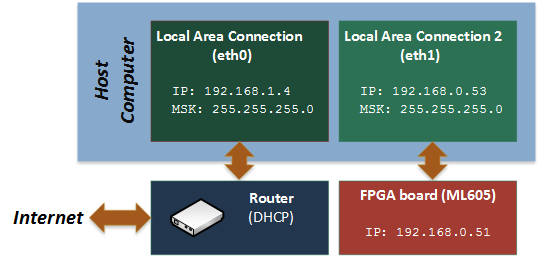 Host
Computer
Local Area Connection
(eth0)
IP: 192.168.1.4
MSK: 255.255.255.0
Local Area Connection 2
(eth1)
IP: 192.168.0.53
MSK: 255.255.255.0
Internet
Router
(DHCP)
FPGA board (ML605)
IP: 192.168.0.51